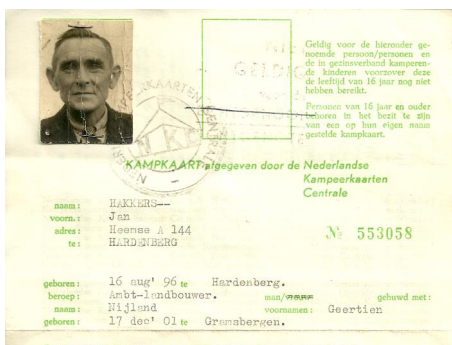 Geldig voor de hieronder ge-
noemde persoon/personen en
de in gezinsverband kamperen-
de kinderen voorzover deze
de leeftijd van 16 jaar nog niet
hebben bereikt.
Personen van 16 jaar en ouder
behoren in het bezit te zijn
van een op hun eigen naam
gestelde kampkaart.
GELDIG
KAMPKAART afgegeven door de Nederlandse
Kampeerkaarten
Centrale
naam : HAKKERS--
voorn. : Jan
adres : Heemse A 144
te : HARDENBERG
№ 553058
geboren : 16 aug' 96 te Hardenberg.
beroep : Ambt-landbouwer. man/ gehuwd met :
naam : Nijland voornamen : Geertien
geboren : 17 dec' 01 te Gramsbergen.